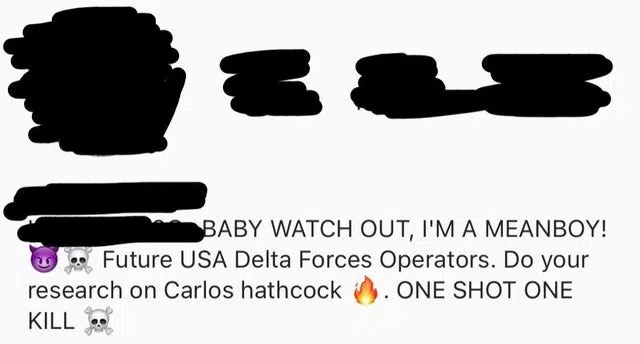 BABY WATCH OUT, I'M A MEANBOY!
😈☠️ Future USA Delta Forces Operators. Do your
research on Carlos hathcock 🔥. ONE SHOT ONE
KILL ☠️